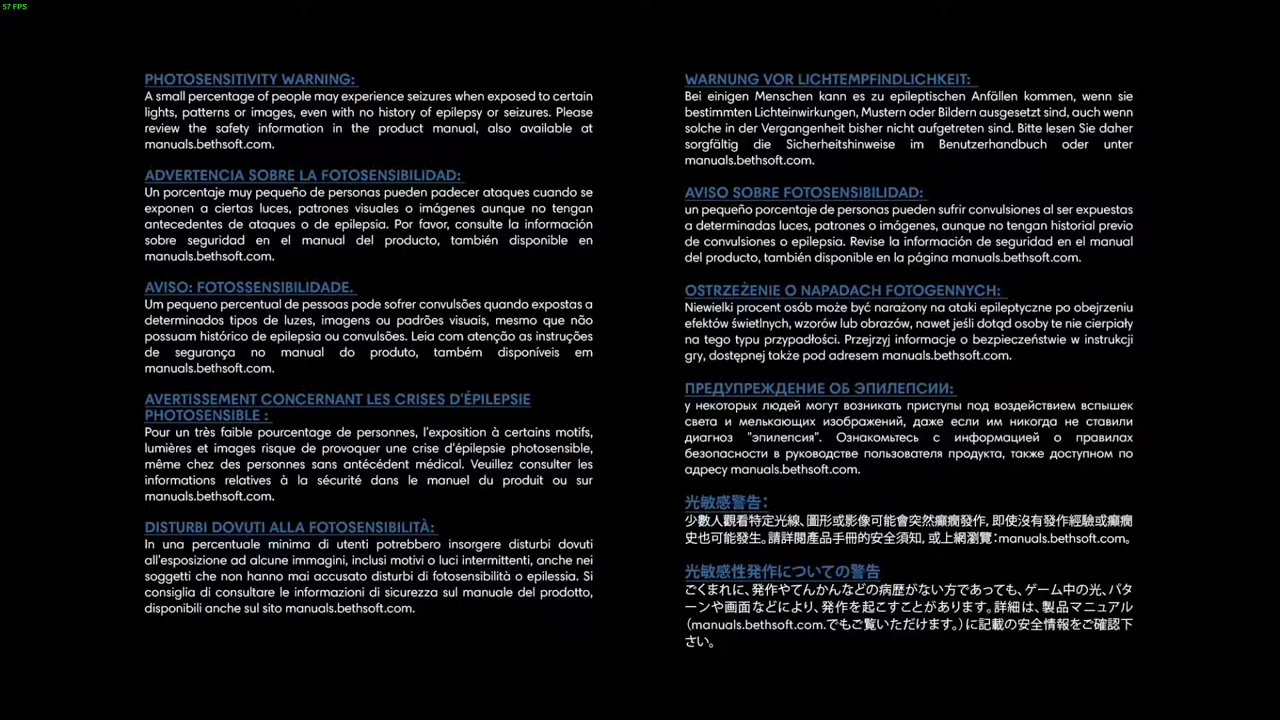 57 FPS
PHOTOSENSITIVITY WARNING:
A small percentage of people may experience seizures when exposed to certain
lights, patterns or images, even with no history of epilepsy or seizures. Please
review the safety information in the product manual, also available at
manuals.bethsoft.com.
ADVERTENCIA SOBRE LA FOTOSENSIBILIDAD:
Un porcentaje muy pequeño de personas pueden padecer ataques cuando se
exponen a ciertas luces, patrones visuales o imágenes aunque no tengan
antecedentes de ataques o de epilepsia. Por favor, consulte la información
sobre seguridad en el manual del producto, también disponible en
manuals.bethsoft.com.
AVISO: FOTOSSENSIBILIDADE.
Um pequeno percentual de pessoas pode sofrer convulsões quando expostas a
determinados tipos de luzes, imagens ou padrões visuais, mesmo que não
possuam histórico de epilepsia ou convulsões. Leia com atenção as instruções
de segurança no manual do produto, também disponíveis em
manuals.bethsoft.com.
AVERTISSEMENT CONCERNANT LES CRISES D'ÉPILEPSIE
PHOTOSENSIBLE :
Pour un très faible pourcentage de personnes, l'exposition à certains motifs,
lumières et images risque de provoquer une crise d'épilepsie photosensible,
même chez des personnes sans antécédent médical. Veuillez consulter les
informations relatives à la sécurité dans le manuel du produit ou sur
manuals.bethsoft.com.
DISTURBI DOVUTI ALLA FOTOSENSIBILITÀ:
In una percentuale minima di utenti potrebbero insorgere disturbi dovuti
all'esposizione ad alcune immagini, inclusi motivi o luci intermittenti, anche nei
soggetti che non hanno mai accusato disturbi di fotosensibilità o epilessia. Si
consiglia di consultare le informazioni di sicurezza sul manuale del prodotto,
disponibili anche sul sito manuals.bethsoft.com.
WARNUNG VOR LICHTEMPFINDLICHKEIT:
Bei einigen Menschen kann es zu epileptischen Anfällen kommen, wenn sie
bestimmten Lichteinwirkungen, Mustern oder Bildern ausgesetzt sind, auch wenn
solche in der Vergangenheit bisher nicht aufgetreten sind. Bitte lesen Sie daher
sorgfältig die Sicherheitshinweise im Benutzerhandbuch oder unter
manuals.bethsoft.com.
AVISO SOBRE FOTOSENSIBILIDAD:
un pequeño porcentaje de personas pueden sufrir convulsiones al ser expuestas
a determinadas luces, patrones o imágenes, aunque no tengan historial previo
de convulsiones o epilepsia. Revise la información de seguridad en el manual
del producto, también disponible en la página manuals.bethsoft.com.
OSTRZEŻENIE O NAPADACH FOTOGENNYCH:
Niewielki procent osób może być narażony na ataki epileptyczne po obejrzeniu
efektów świetlnych, wzorów lub obrazów, nawet jeśli dotąd osoby te nie cierpiały
na tego typu przypadłości. Przejrzyj informacje o bezpieczeństwie w instrukcji
gry, dostępnej także pod adresem manuals.bethsoft.com.
ПРЕДУПРЕЖДЕНИЕ ОБ ЭПИЛЕПСИИ:
у некоторых людей могут возникать приступы под воздействием вспышек
света и мелькающих изображений, даже если им никогда не ставили
диагноз "эпилепсия". Ознакомьтесь с информацией о правилах
безопасности в руководстве пользователя продукта, также доступном по
адресу manuals.bethsoft.com.
光敏感警告：
少數人觀看特定光線、圖形或影像可能會突然癲癇發作, 即使沒有發作經驗或癲癇
史也可能發生。請詳閱產品手冊的安全須知, 或上網瀏覽：manuals.bethsoft.com。
光敏感性発作についての警告
ごくまれに、発作やてんかんなどの病歴がない方であっても、ゲーム中の光、パタ
ーンや画面などにより、発作を起こすことがあります。詳細は、製品マニュアル
（manuals.bethsoft.com.でもご覧いただけます。）に記載の安全情報をご確認下
さい。